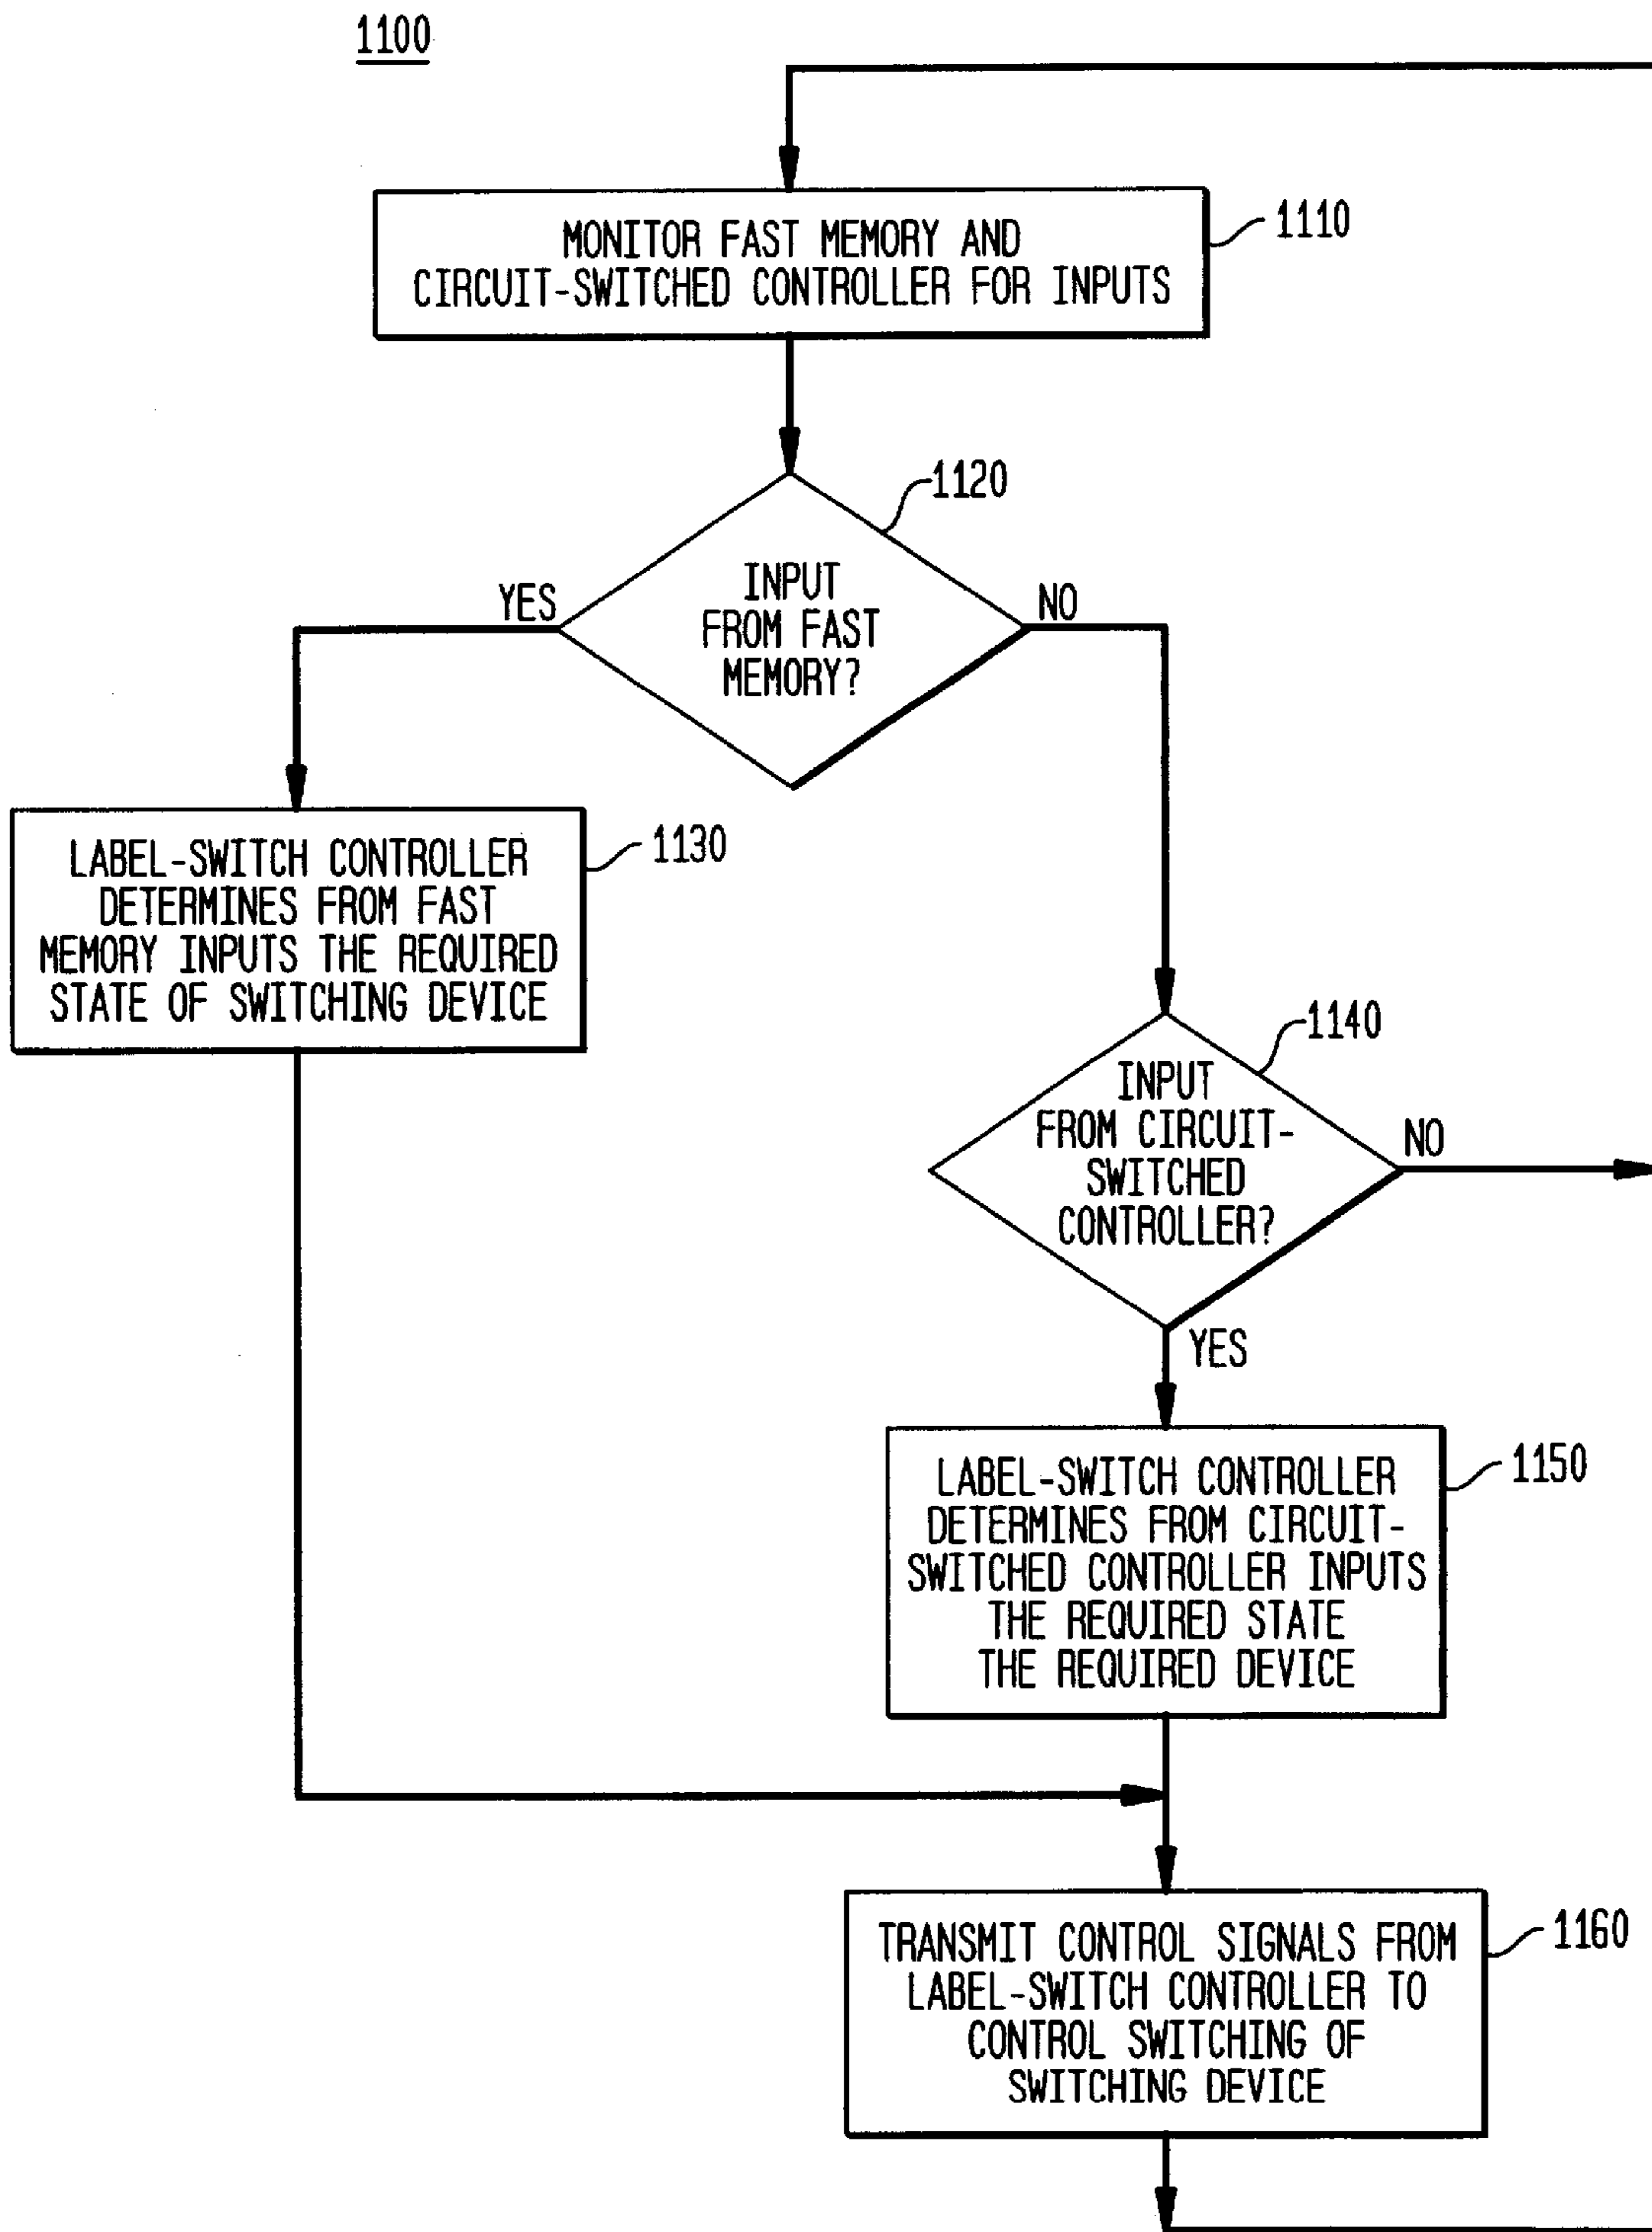 1100
MONITOR FAST MEMORY AND
CIRCUIT-SWITCHED CONTROLLER FOR INPUTS
1110
1120
INPUT
FROM FAST
MEMORY?
YES
NO
LABEL-SWITCH CONTROLLER
DETERMINES FROM FAST
MEMORY INPUTS THE REQUIRED
STATE OF SWITCHING DEVICE
1130
1140
INPUT
FROM CIRCUIT-
SWITCHED
CONTROLLER?
NO
YES
LABEL-SWITCH CONTROLLER
DETERMINES FROM CIRCUIT-
SWITCHED CONTROLLER INPUTS
THE REQUIRED STATE
THE REQUIRED DEVICE
1150
TRANSMIT CONTROL SIGNALS FROM
LABEL-SWITCH CONTROLLER TO
CONTROL SWITCHING OF
SWITCHING DEVICE
1160